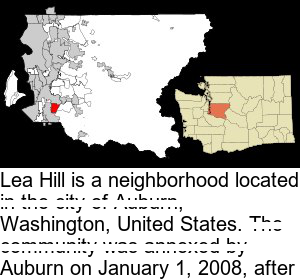 Lea Hill is a neighborhood located
in the city of Auburn,
Washington, United States. The
community was annexed by
Auburn on January 1, 2008, after